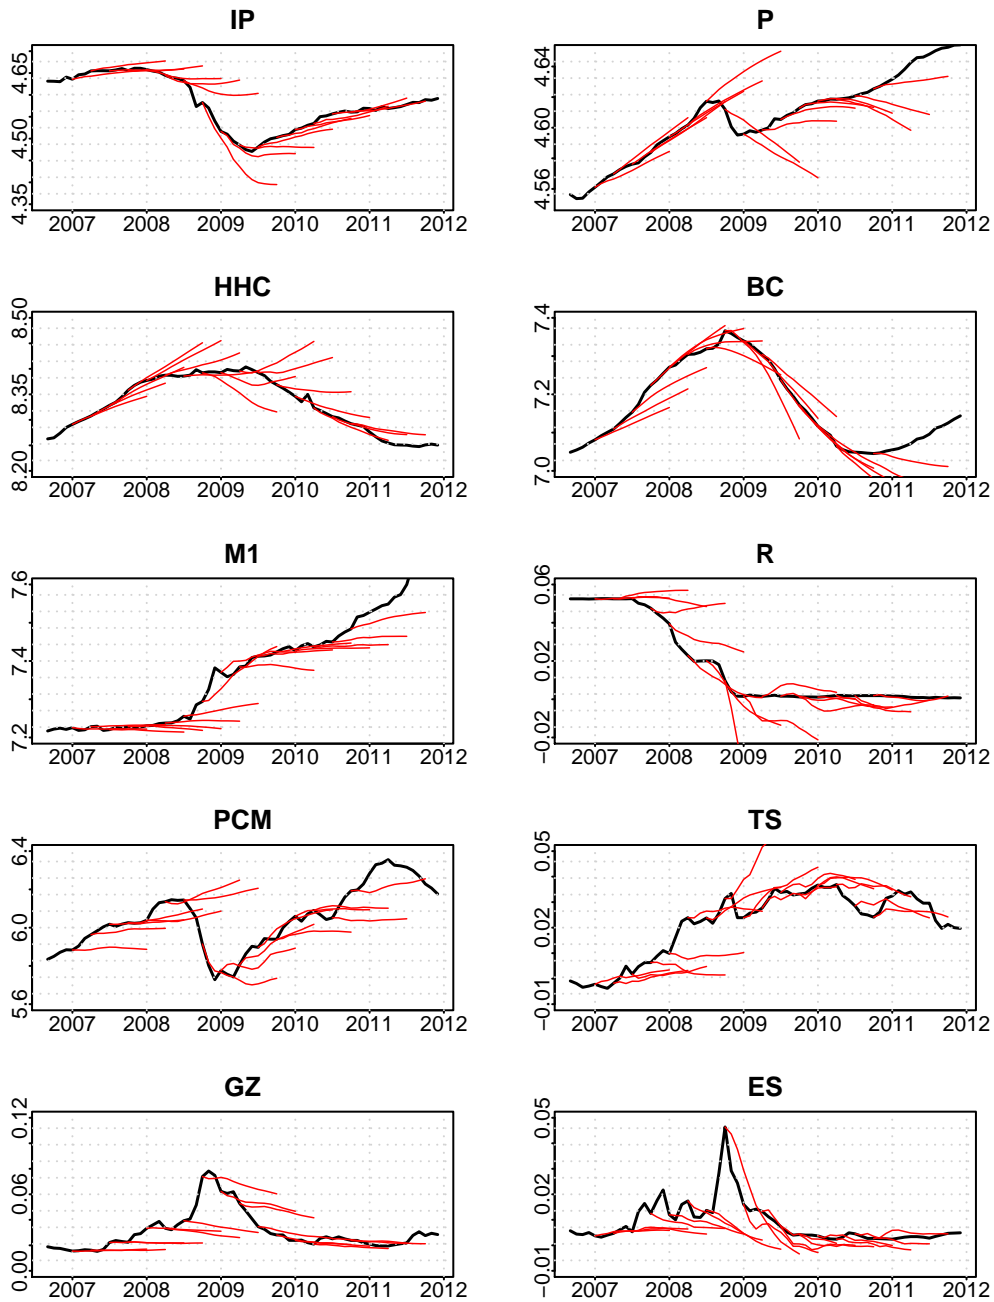 IP
4.35 4.50 4.65
2007 2008 2009 2010 2011 2012
P
4.56 4.60 4.64
2007 2008 2009 2010 2011 2012
HHC
8.20 8.35 8.50
2007 2008 2009 2010 2011 2012
BC
7.0 7.2 7.4
2007 2008 2009 2010 2011 2012
M1
7.2 7.4 7.6
2007 2008 2009 2010 2011 2012
R
−0.02 0.02 0.06
2007 2008 2009 2010 2011 2012
PCM
5.6 6.0 6.4
2007 2008 2009 2010 2011 2012
TS
−0.01 0.02 0.05
2007 2008 2009 2010 2011 2012
GZ
0.00 0.06 0.12
2007 2008 2009 2010 2011 2012
ES
−0.01 0.02 0.05
2007 2008 2009 2010 2011 2012